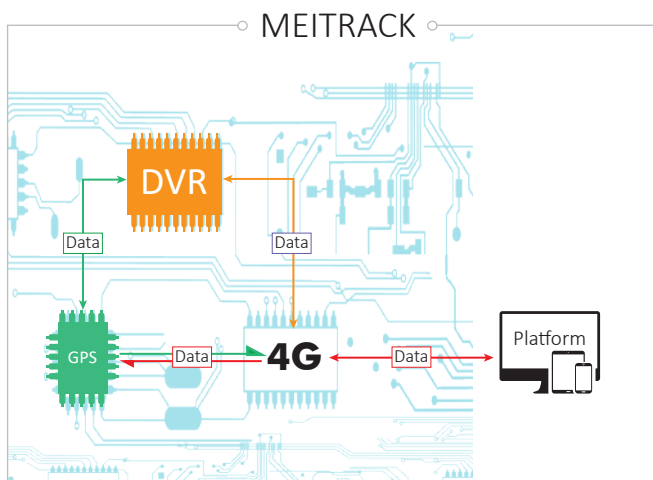 MEITRACK
DVR
Data
Data
GPS
Data
4G
Data
Platform